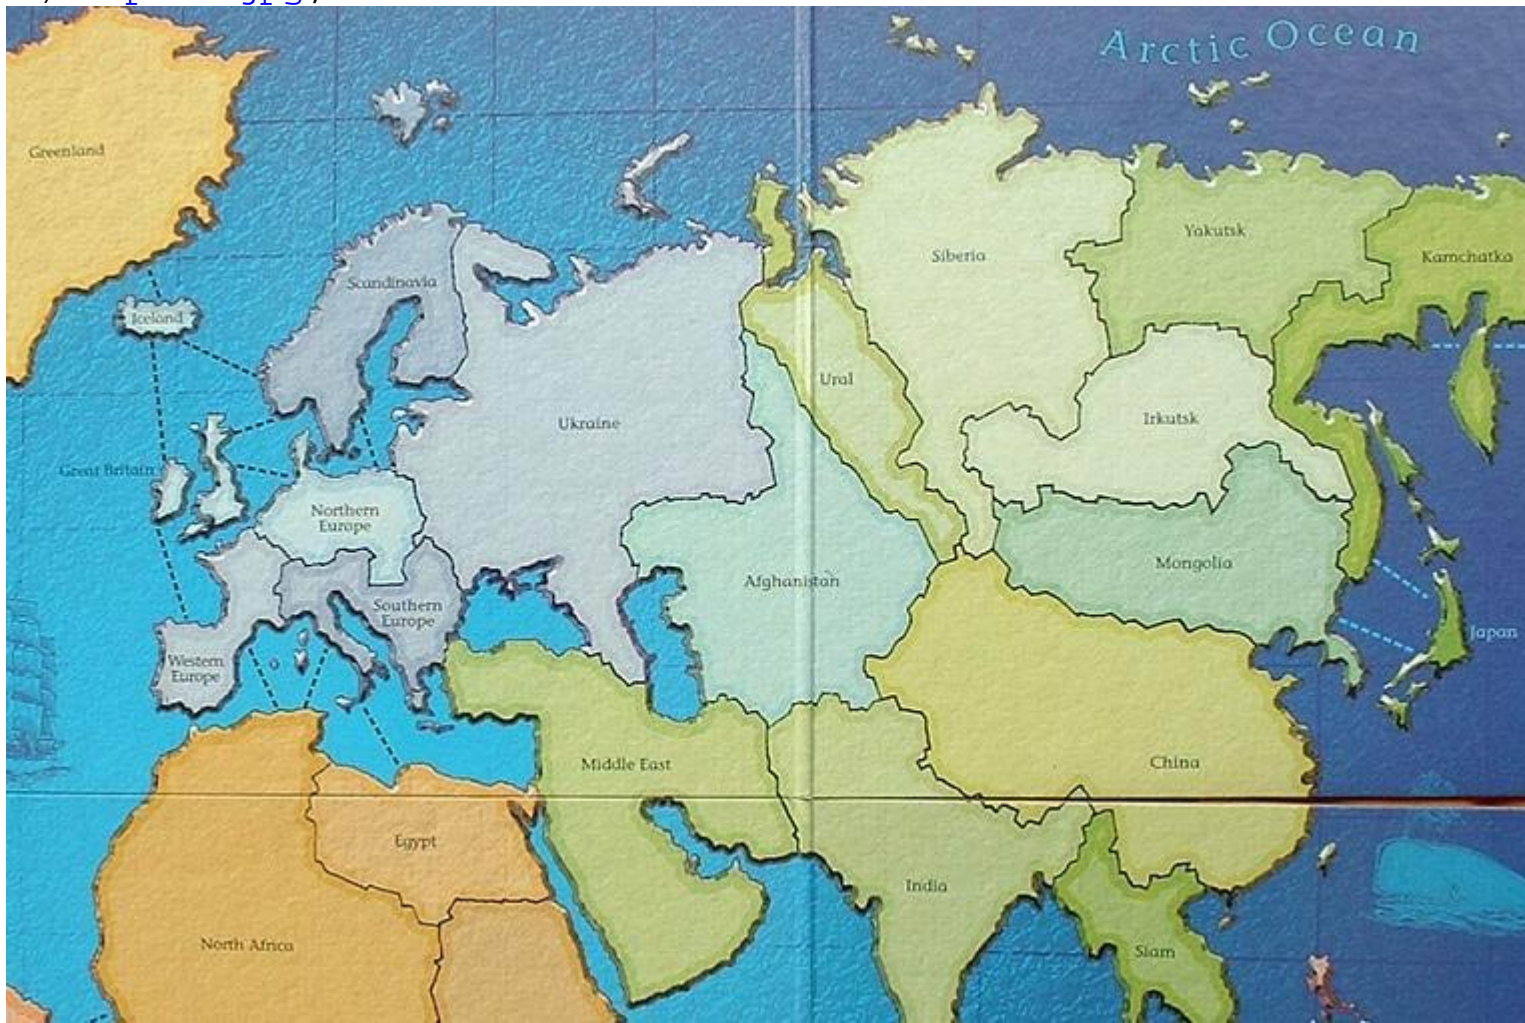 Arctic Ocean
Greenland
Yakutsk
Siberia
Kamchatka
Scandinavia
Iceland
Ural
Ukraine
Irkutsk
Great Britain
Northern
Europe
Mongolia
Afghanistan
Southern
Europe
Japan
Western
Europe
Middle East
China
Egypt
India
North Africa
Siam